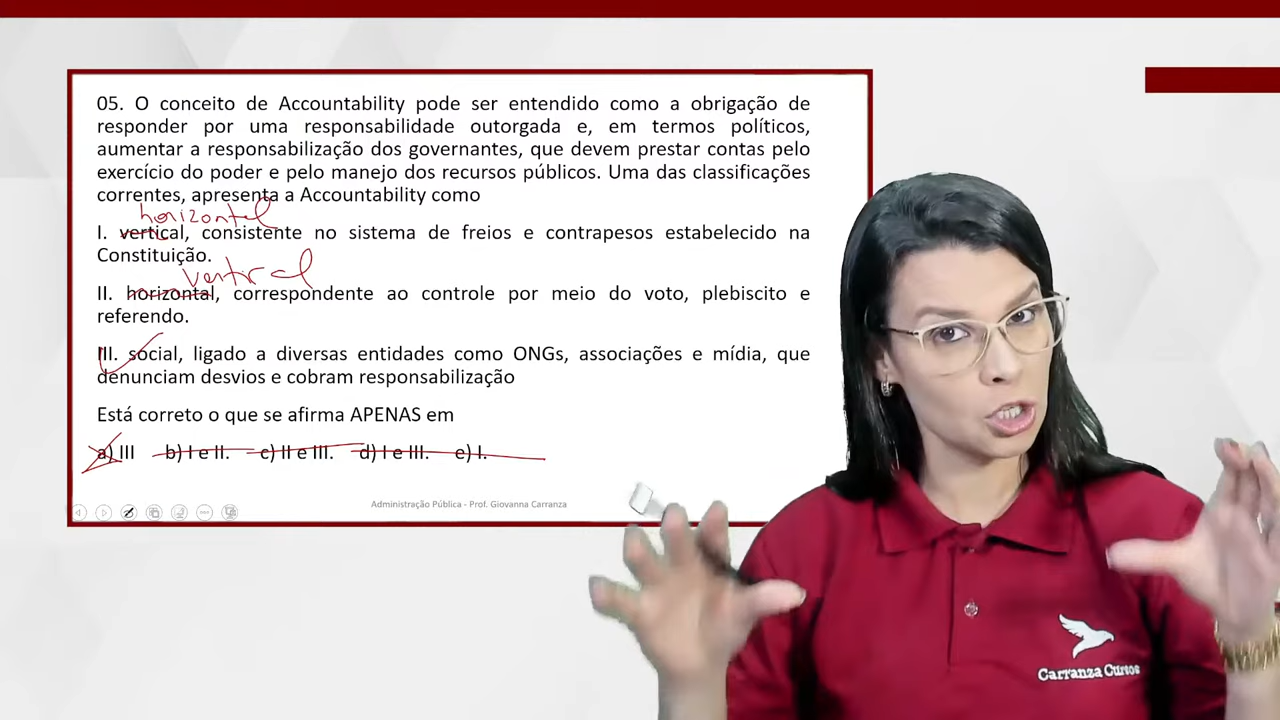 05. O conceito de Accountability pode ser entendido como a obrigação de
responder por uma responsabilidade outorgada e, em termos políticos,
aumentar a responsabilização dos governantes, que devem prestar contas pelo
exercício do poder e pelo manejo dos recursos públicos. Uma das classificações
correntes, apresenta a Accountability como
horizontal
I. vertical, consistente no sistema de freios e contrapesos estabelecido na
Constituição.
vertical
II. horizontal, correspondente ao controle por meio do voto, plebiscito e
referendo.
III. social, ligado a diversas entidades como ONGs, associações e mídia, que
denunciam desvios e cobram responsabilização
Está correto o que se afirma APENAS em
a) III b) I e II. c) II e III. d) I e III. e) I.
Administração Pública - Prof. Giovanna Carranza
Carranza Cursos